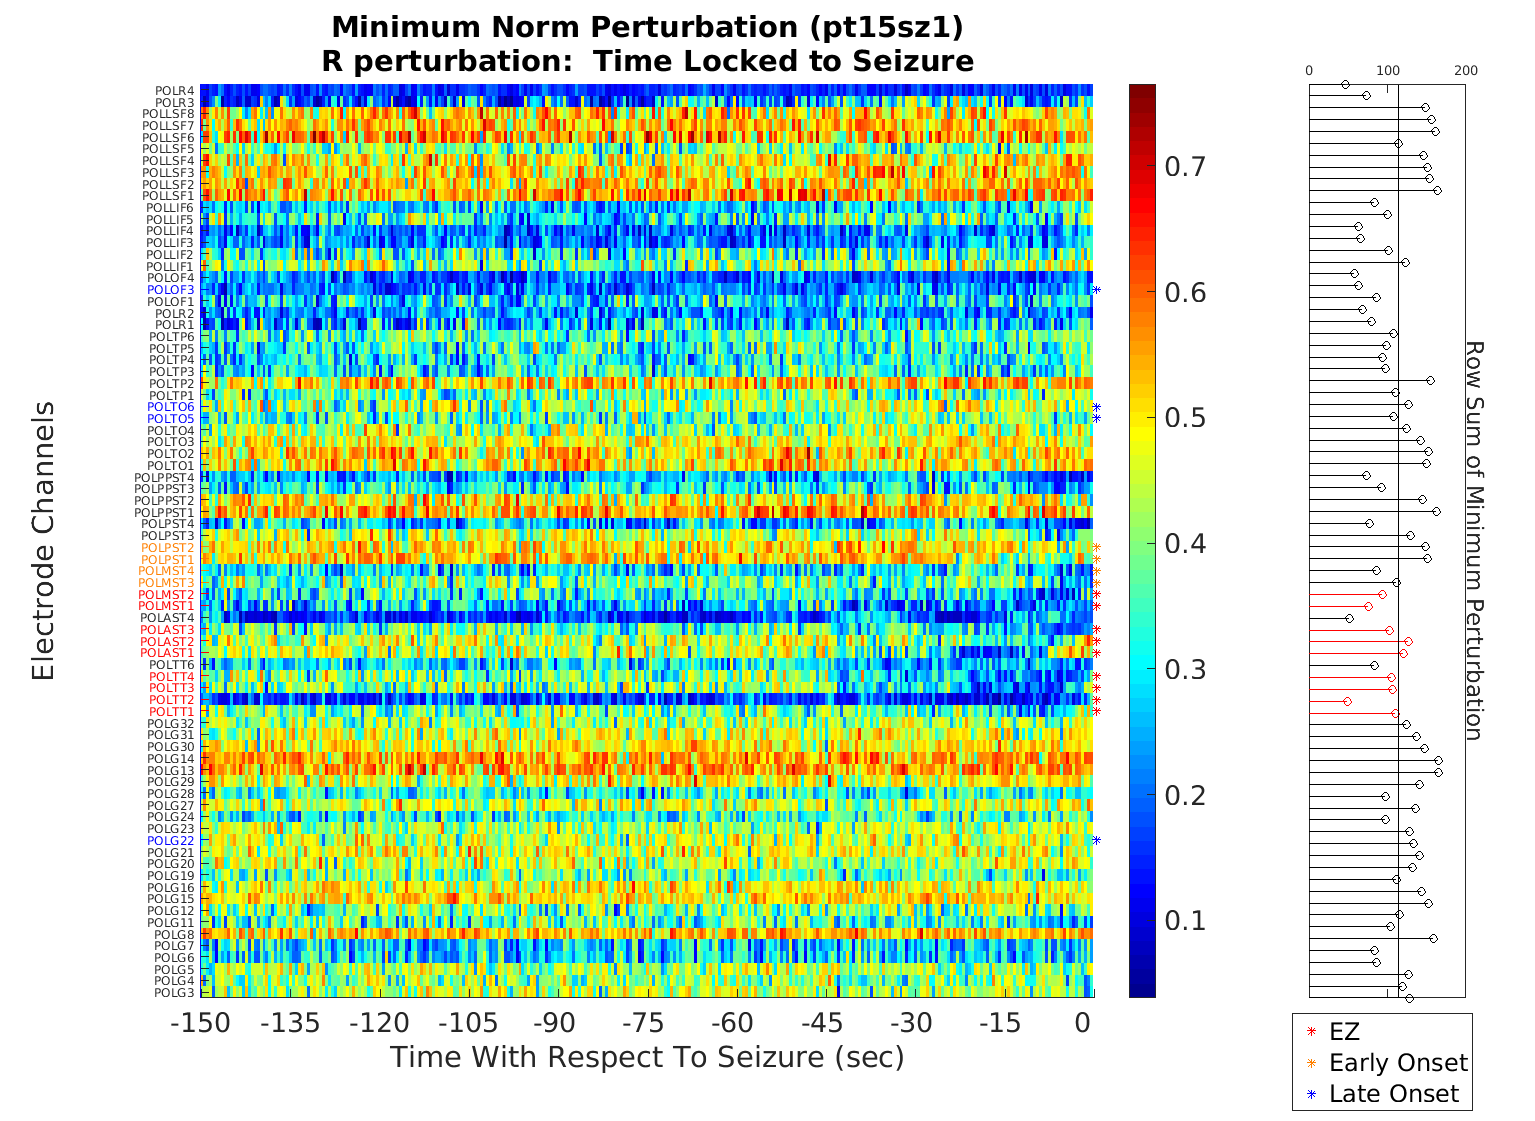 Minimum Norm Perturbation (pt15sz1)
R perturbation:  Time Locked to Seizure
Electrode Channels
POLR4
POLR3
POLLSF8
POLLSF7
POLLSF6
POLLSF5
POLLSF4
POLLSF3
POLLSF2
POLLSF1
POLLIF6
POLLIF5
POLLIF4
POLLIF3
POLLIF2
POLLIF1
POLOF4
POLOF3
POLOF1
POLR2
POLR1
POLTP6
POLTP5
POLTP4
POLTP3
POLTP2
POLTP1
POLTO6
POLTO5
POLTO4
POLTO3
POLTO2
POLTO1
POLPPST4
POLPPST3
POLPPST2
POLPPST1
POLPST4
POLPST3
POLPST2
POLPST1
POLMST4
POLMST3
POLMST2
POLMST1
POLAST4
POLAST3
POLAST2
POLAST1
POLTT6
POLTT4
POLTT3
POLTT2
POLTT1
POLG32
POLG31
POLG30
POLG14
POLG13
POLG29
POLG28
POLG27
POLG24
POLG23
POLG22
POLG21
POLG20
POLG19
POLG16
POLG15
POLG12
POLG11
POLG8
POLG7
POLG6
POLG5
POLG4
POLG3
-150 -135 -120 -105 -90 -75 -60 -45 -30 -15 0
Time With Respect To Seizure (sec)
0.7
0.6
0.5
0.4
0.3
0.2
0.1
0 100 200
Row Sum of Minimum Perturbation
EZ
Early Onset
Late Onset